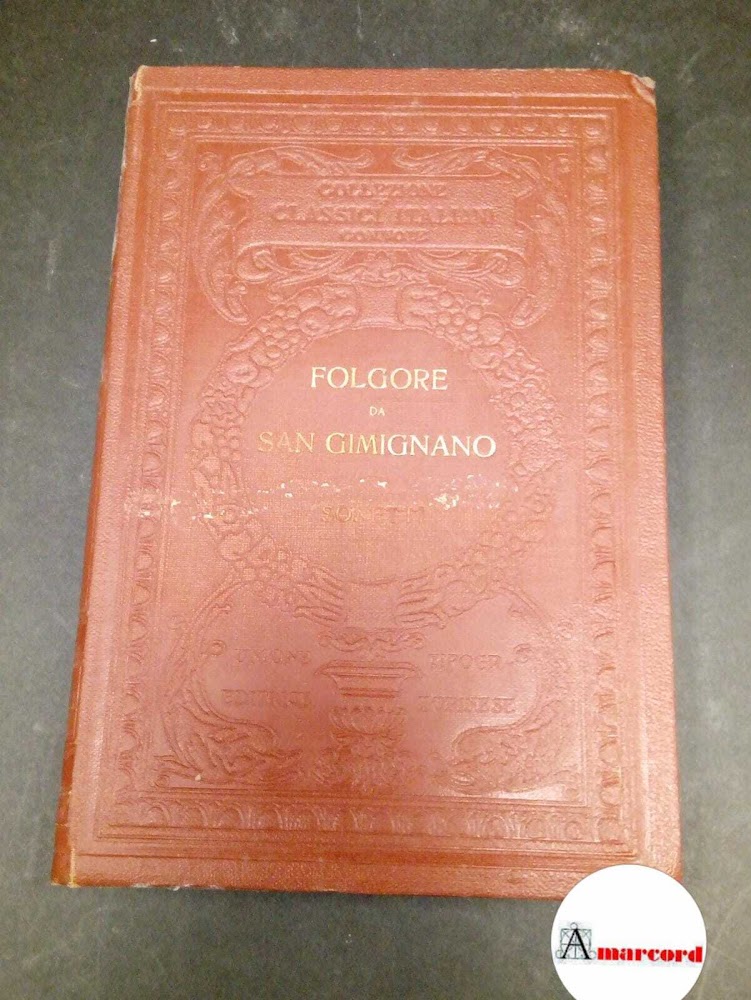 COLLEZIONE
CLASSICI ITALIANI
FOLGORE
DA
SAN GIMIGNANO
SONETTI
UNIONE TIPOGR
EDITRICE TORINESE
Amarcord